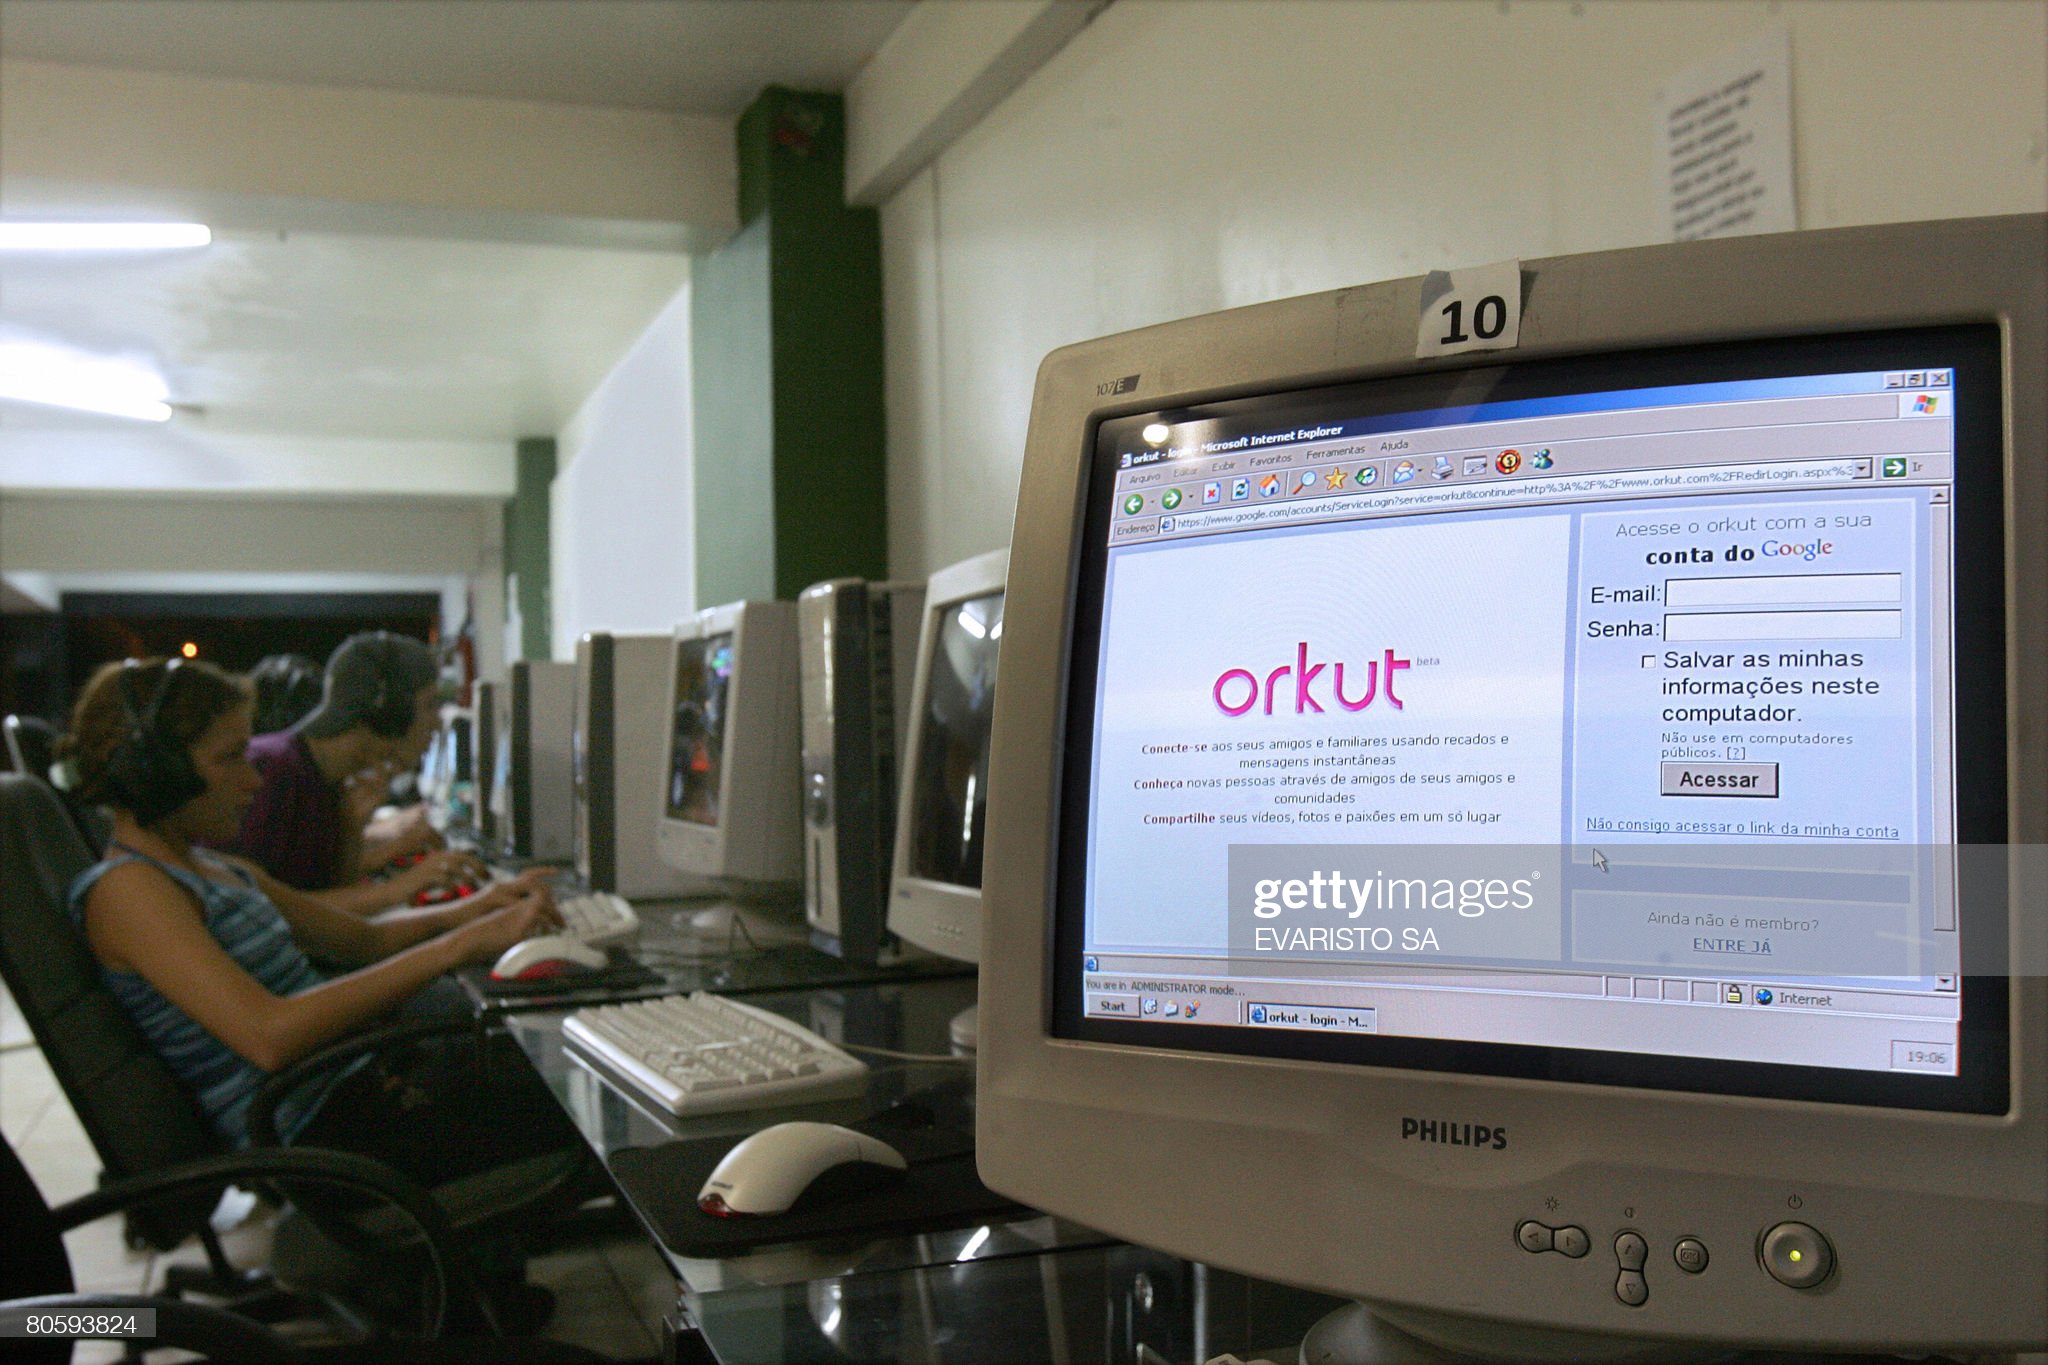 10
107E
orkut - login - Microsoft Internet Explorer
Arquivo Editar Exibir Favoritos Ferramentas Ajuda
Endereço https://www.google.com/accounts/ServiceLogin?service=orkut&continue=http%3A%2F%2Fwww.orkut.com%2FRedirLogin.aspx%3 Ir
orkut beta
Conecte-se aos seus amigos e familiares usando recados e
mensagens instantâneas
Conheça novas pessoas através de amigos de seus amigos e
comunidades
Compartilhe seus vídeos, fotos e paixões em um só lugar
Acesse o orkut com a sua
conta do Google
E-mail:
Senha:
Salvar as minhas
informações neste
computador.
Não use em computadores
públicos. [?]
Acessar
Não consigo acessar o link da minha conta
Ainda não é membro?
ENTRE JÁ
Internet
You are in ADMINISTRATOR mode...
Start orkut - login - M...
19:06
PHILIPS
OK
gettyimages®
EVARISTO SA
80593824